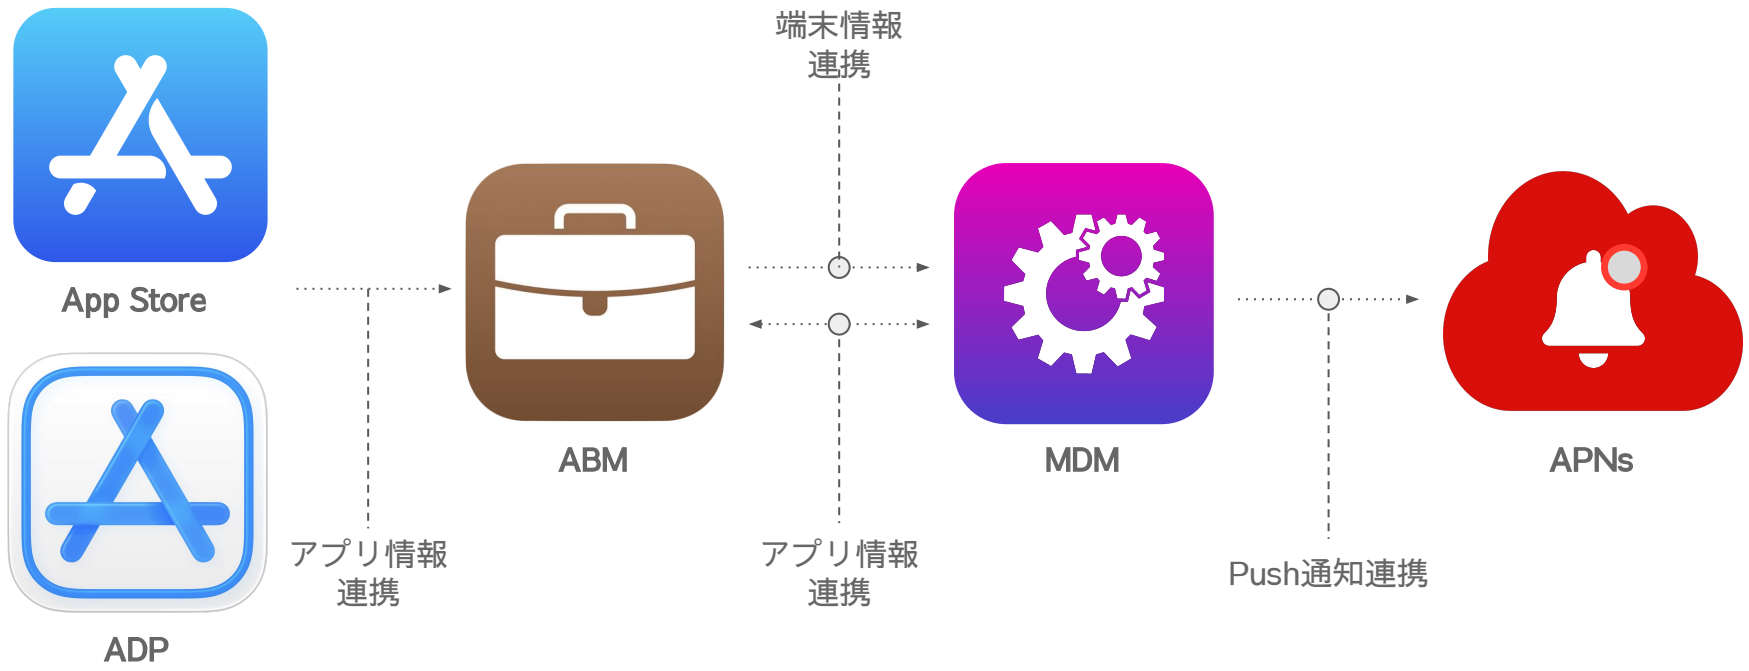 端末情報
連携
App Store
ABM
MDM
APNs
アプリ情報
連携
アプリ情報
連携
Push通知連携
ADP